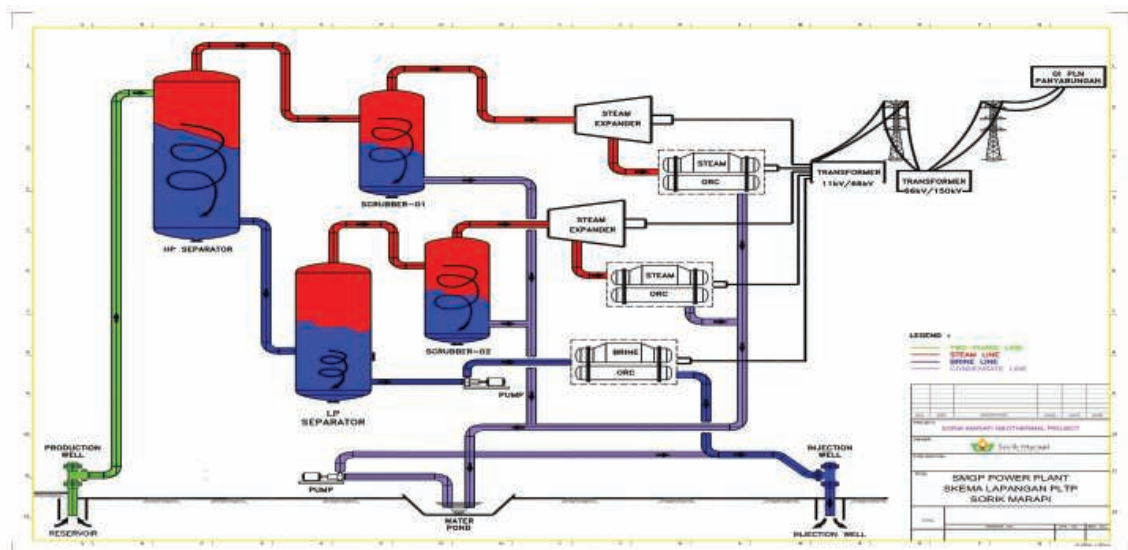 GI PLN
PANYABUNGAN
STEAM
EXPANDER
STEAM
ORC
TRANSFORMER
11kV/66kV
TRANSFORMER
66kV/150kV
SCRUBBER-01
STEAM
EXPANDER
HP SEPARATOR
STEAM
ORC
SCRUBBER-02
BRINE
ORC
PUMP
LP
SEPARATOR
LEGEND :
TWO-PHASE LINE
STEAM LINE
BRINE LINE
CONDENSATE LINE
SORIK MARAPI GEOTHERMAL PROJECT
Sorik Marapi
PRODUCTION
WELL
INJECTION
WELL
PUMP
SMGP POWER PLANT
SKEMA LAPANGAN PLTP
SORIK MARAPI
WATER
POND
RESERVOIR
INJECTION WELL